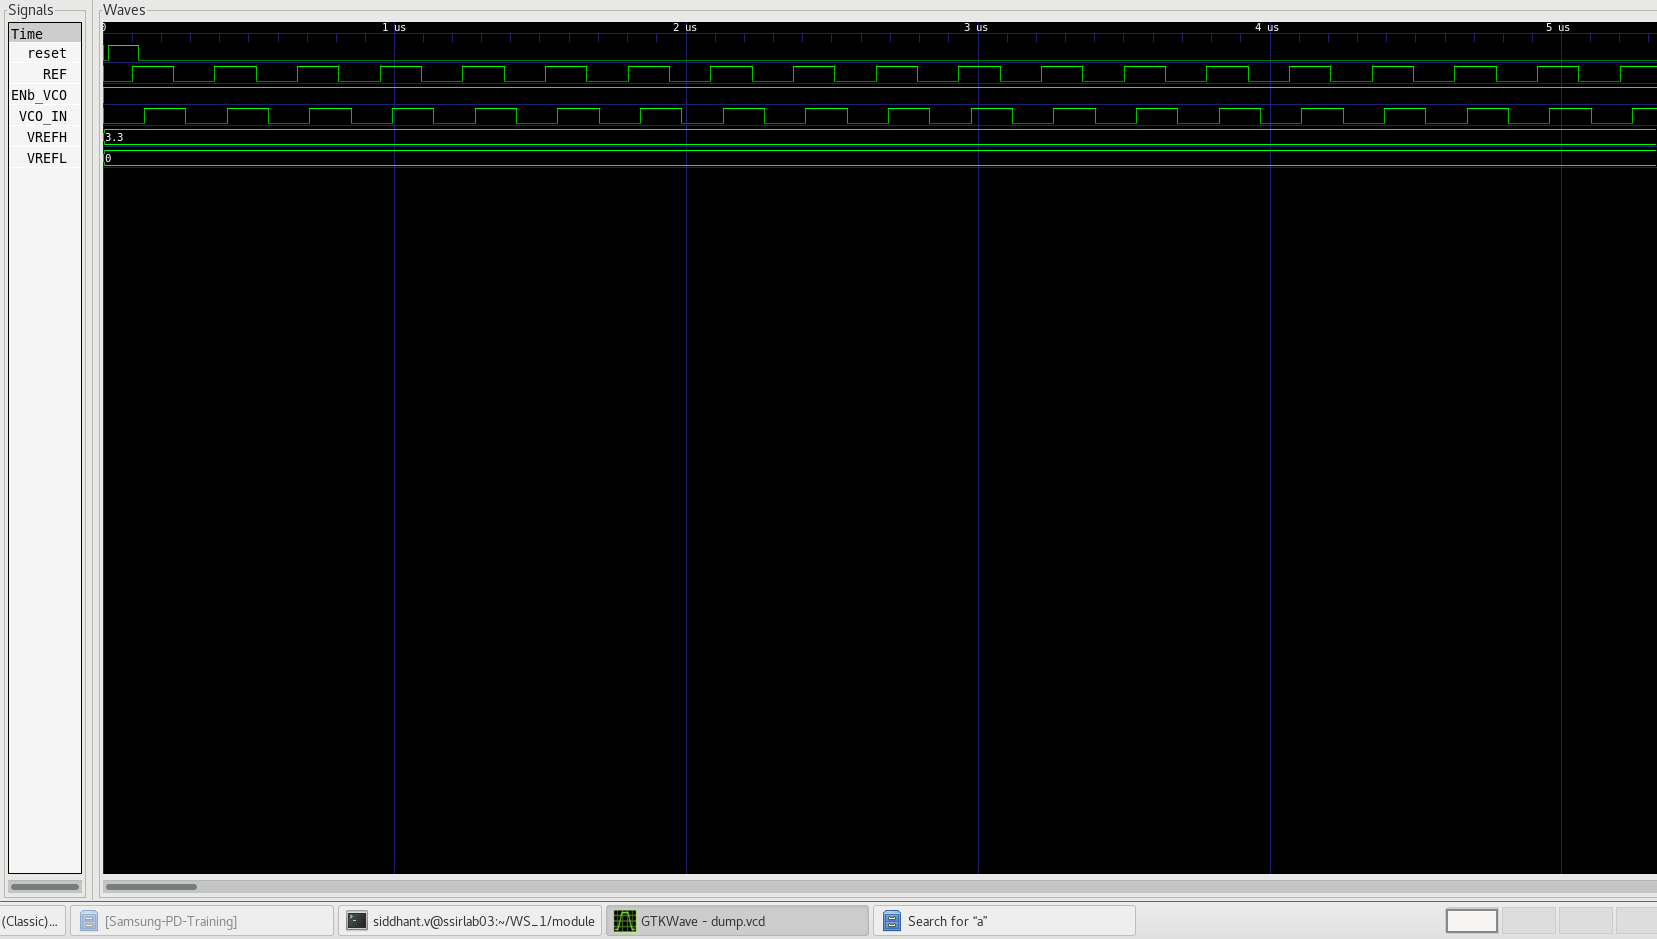 Signals
Waves
Time
0
1 us
2 us
3 us
4 us
5 us
reset
REF
ENb_VCO
VCO_IN
VREFH
3.3
VREFL
0
(Classic)...
[Samsung-PD-Training]
siddhant.v@ssirlab03:~/WS_1/module
GTKWave - dump.vcd
Search for “a”